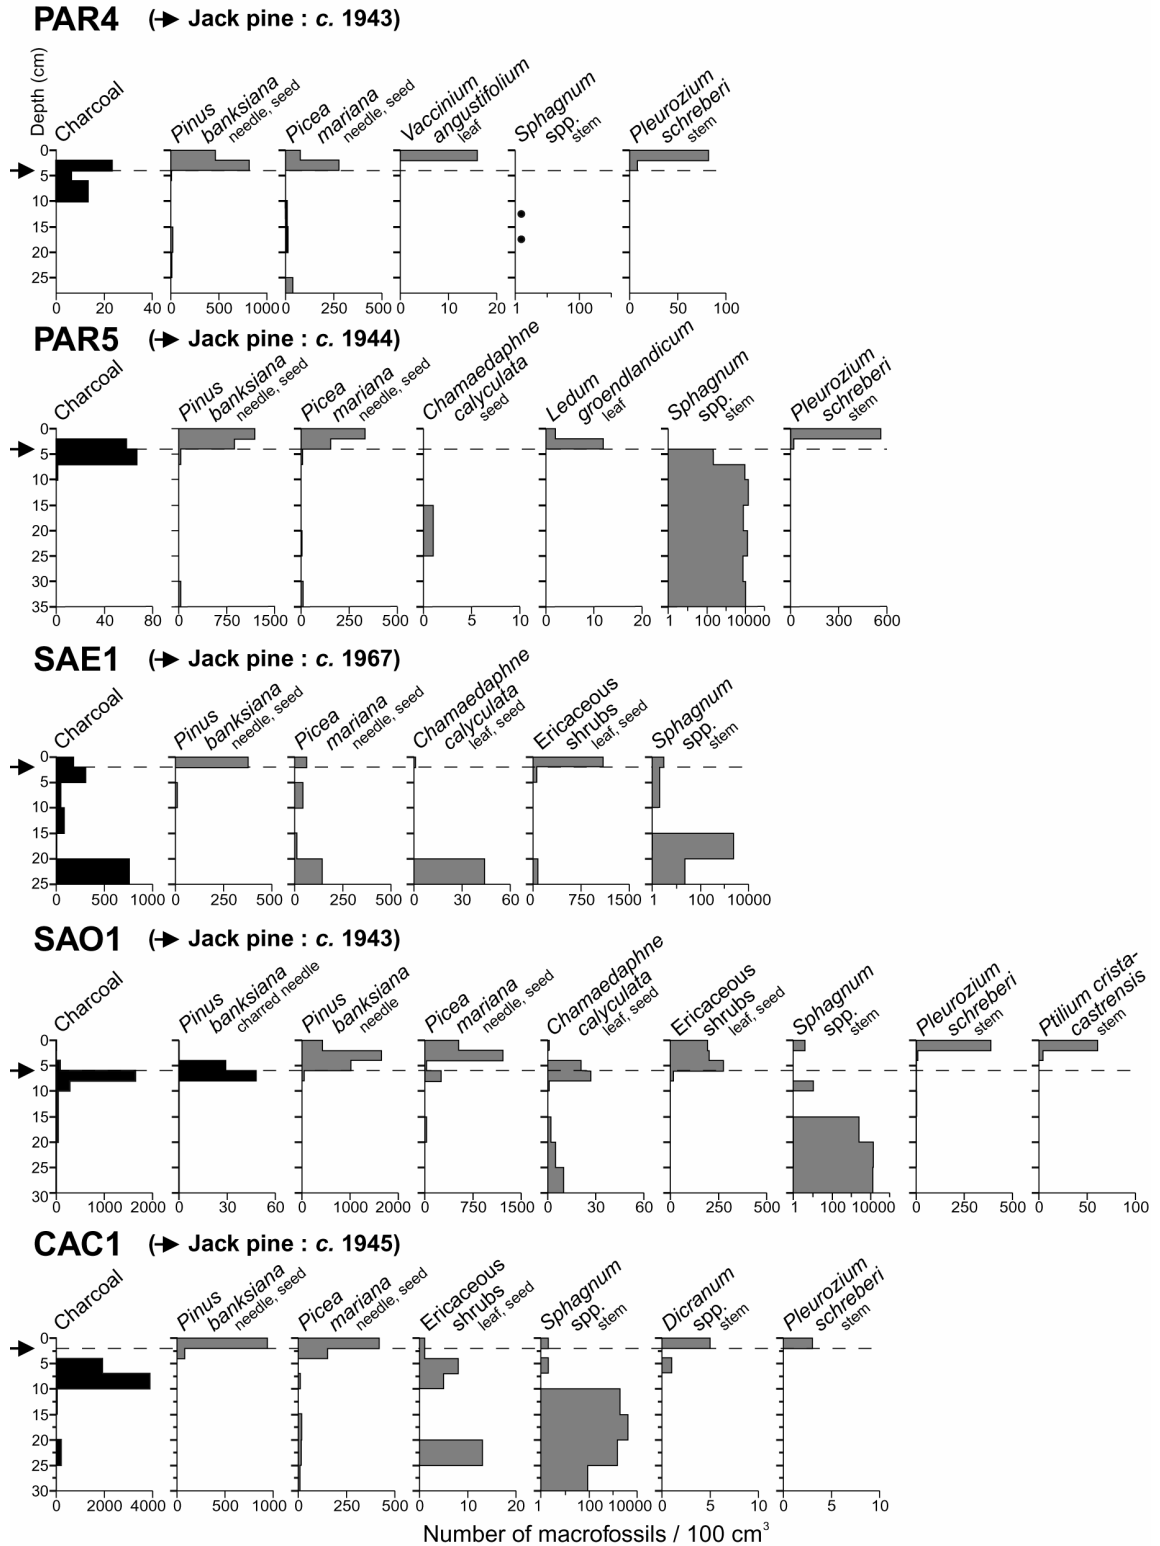 PAR4 (➔ Jack pine : c. 1943)
Depth (cm)
Charcoal
Pinus banksiana needle, seed
Picea mariana needle, seed
Vaccinium angustifolium leaf
Sphagnum spp. stem
Pleurozium schreberi stem
0
5
10
15
20
25
0 20 40 0 500 1000 0 250 500 0 10 20 1 100 0 50 100
PAR5 (➔ Jack pine : c. 1944)
Charcoal
Pinus banksiana needle, seed
Picea mariana needle, seed
Chamaedaphne calyculata seed
Ledum groendlandicum leaf
Sphagnum spp. stem
Pleurozium schreberi stem
0
5
10
15
20
25
30
35
0 40 80 0 750 1500 0 250 500 0 5 10 0 10 20 1 100 10000 0 300 600
SAE1 (➔ Jack pine : c. 1967)
Charcoal
Pinus banksiana needle, seed
Picea mariana needle, seed
Chamaedaphne calyculata leaf, seed
Ericaceous shrubs leaf, seed
Sphagnum spp. stem
0
5
10
15
20
25
0 500 1000 0 250 500 0 250 500 0 30 60 0 750 1500 1 100 10000
SAO1 (➔ Jack pine : c. 1943)
Charcoal
Pinus banksiana charred needle
Pinus banksiana needle
Picea mariana needle, seed
Chamaedaphne calyculata leaf, seed
Ericaceous shrubs leaf, seed
Sphagnum spp. stem
Pleurozium schreberi stem
Ptilium crista-castrensis stem
0
5
10
15
20
25
30
0 1000 2000 0 30 60 0 1000 2000 0 750 1500 0 30 60 0 250 500 1 100 10000 0 250 500 0 50 100
CAC1 (➔ Jack pine : c. 1945)
Charcoal
Pinus banksiana needle, seed
Picea mariana needle, seed
Ericaceous shrubs leaf, seed
Sphagnum spp. stem
Dicranum spp. stem
Pleurozium schreberi stem
0
5
10
15
20
25
30
0 2000 4000 0 500 1000 0 250 500 0 10 20 1 100 10000 0 5 10 0 5 10
Number of macrofossils / 100 cm³